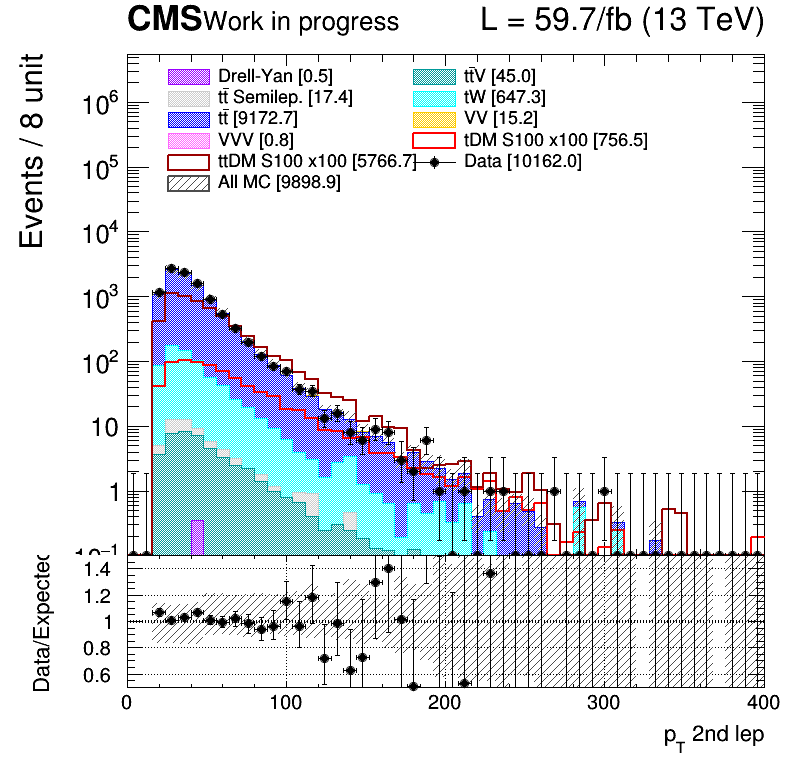 CMS Work in progress L = 59.7/fb (13 TeV)
Events / 8 unit
Drell-Yan [0.5] tt̄V [45.0]
tt̄ Semilep. [17.4] tW [647.3]
tt̄ [9172.7] VV [15.2]
VVV [0.8] tDM S100 x100 [756.5]
ttDM S100 x100 [5766.7] Data [10162.0]
All MC [9898.9]
10⁶
10⁵
10⁴
10³
10²
10
1
10⁻¹
Data/Expected
1.4
1.2
1
0.8
0.6
0 100 200 300 400
p_T 2nd lep